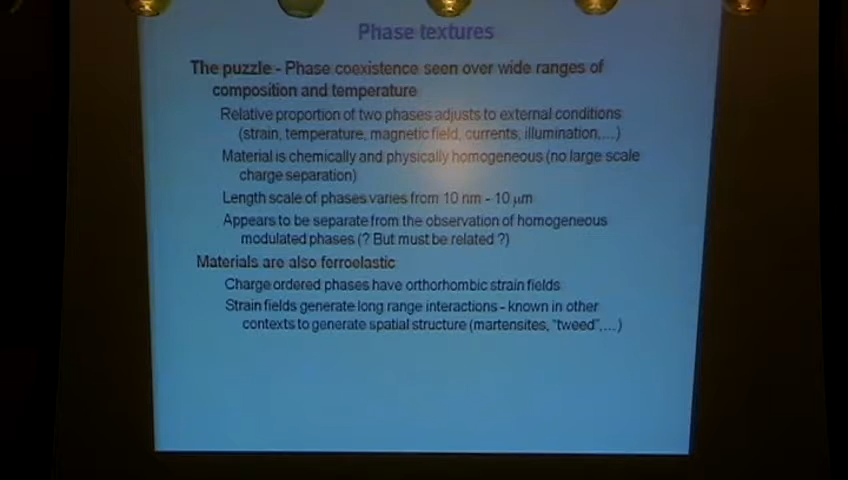 Phase textures
The puzzle - Phase coexistence seen over wide ranges of
composition and temperature
Relative proportion of two phases adjusts to external conditions
(strain, temperature, magnetic field, currents, illumination,...)
Material is chemically and physically homogeneous (no large scale
charge separation)
Length scale of phases varies from 10 nm - 10 μm
Appears to be separate from the observation of homogeneous
modulated phases (? But must be related ?)
Materials are also ferroelastic
Charge ordered phases have orthorhombic strain fields
Strain fields generate long range interactions - known in other
contexts to generate spatial structure (martensites, "tweed",....)